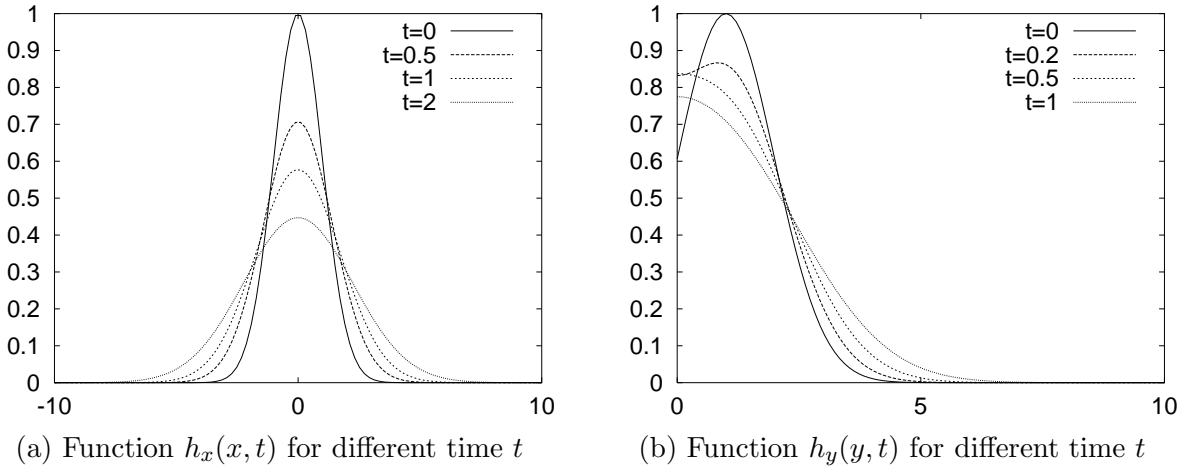 1
0.9
0.8
0.7
0.6
0.5
0.4
0.3
0.2
0.1
0
-10
0
10
t=0
t=0.5
t=1
t=2
(a) Function h_x(x, t) for different time t
1
0.9
0.8
0.7
0.6
0.5
0.4
0.3
0.2
0.1
0
0
5
10
t=0
t=0.2
t=0.5
t=1
(b) Function h_y(y, t) for different time t